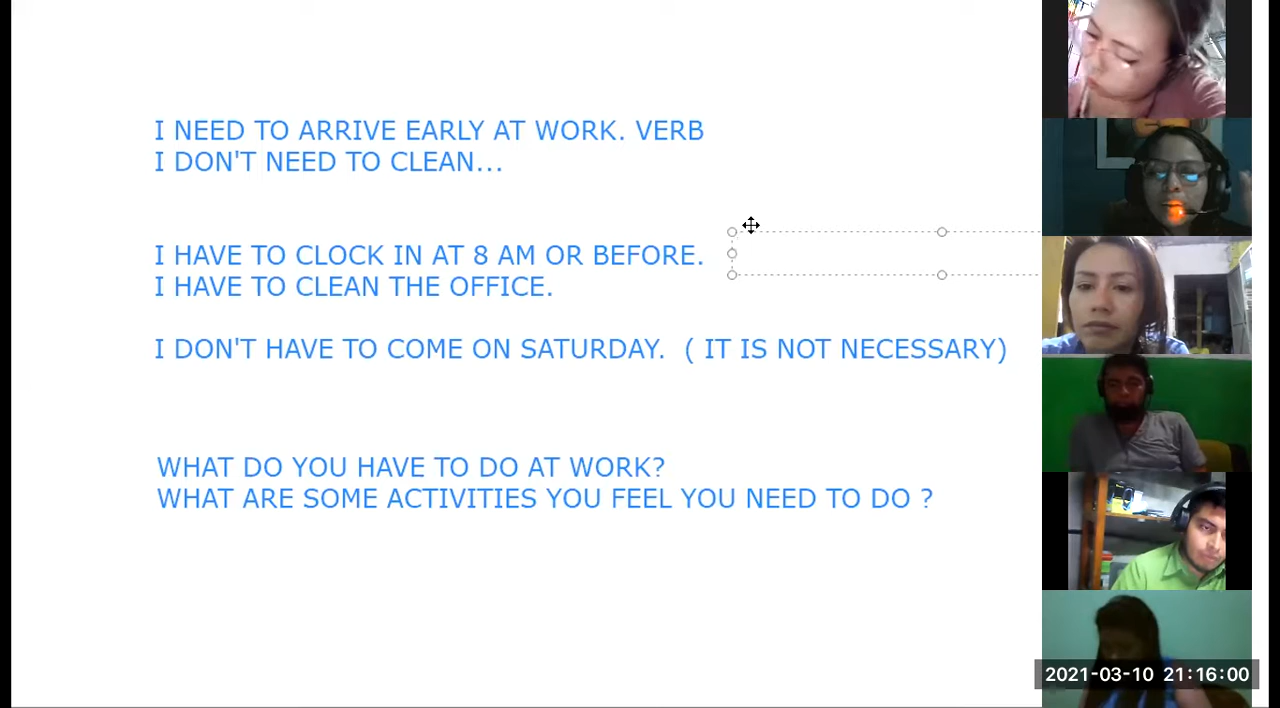 I NEED TO ARRIVE EARLY AT WORK. VERB
I DON'T NEED TO CLEAN...
I HAVE TO CLOCK IN AT 8 AM OR BEFORE.
I HAVE TO CLEAN THE OFFICE.
I DON'T HAVE TO COME ON SATURDAY. ( IT IS NOT NECESSARY)
WHAT DO YOU HAVE TO DO AT WORK?
WHAT ARE SOME ACTIVITIES YOU FEEL YOU NEED TO DO ?
2021-03-10 21:16:00